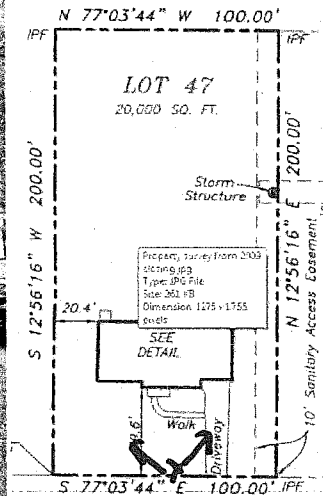 N 77°03'44" W 100.00'
IPF
IPF
LOT 47
20,000 SQ. FT.
S 12°56'16" W 200.00'
N 12°56'16" E 200.00'
Storm
Structure
10' Sanitary Access Easement
Property survey from 2009
closing.jpg
Type: JPG File
Size: 261 KB
Dimension: 1275 x 1755
pixels
20.4'
SEE
DETAIL
Walk
Driveway
S 77°03'44" E 100.00'
IPF